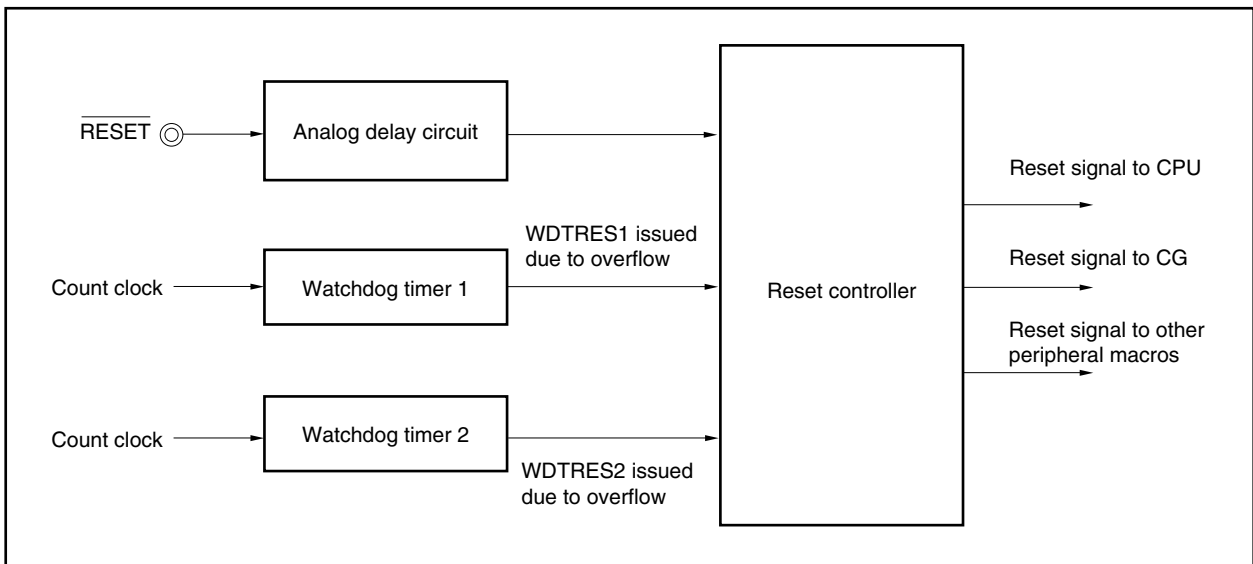 RESET
Analog delay circuit
Reset signal to CPU
WDTRES1 issued
due to overflow
Reset signal to CG
Count clock
Watchdog timer 1
Reset controller
Reset signal to other
peripheral macros
Count clock
Watchdog timer 2
WDTRES2 issued
due to overflow